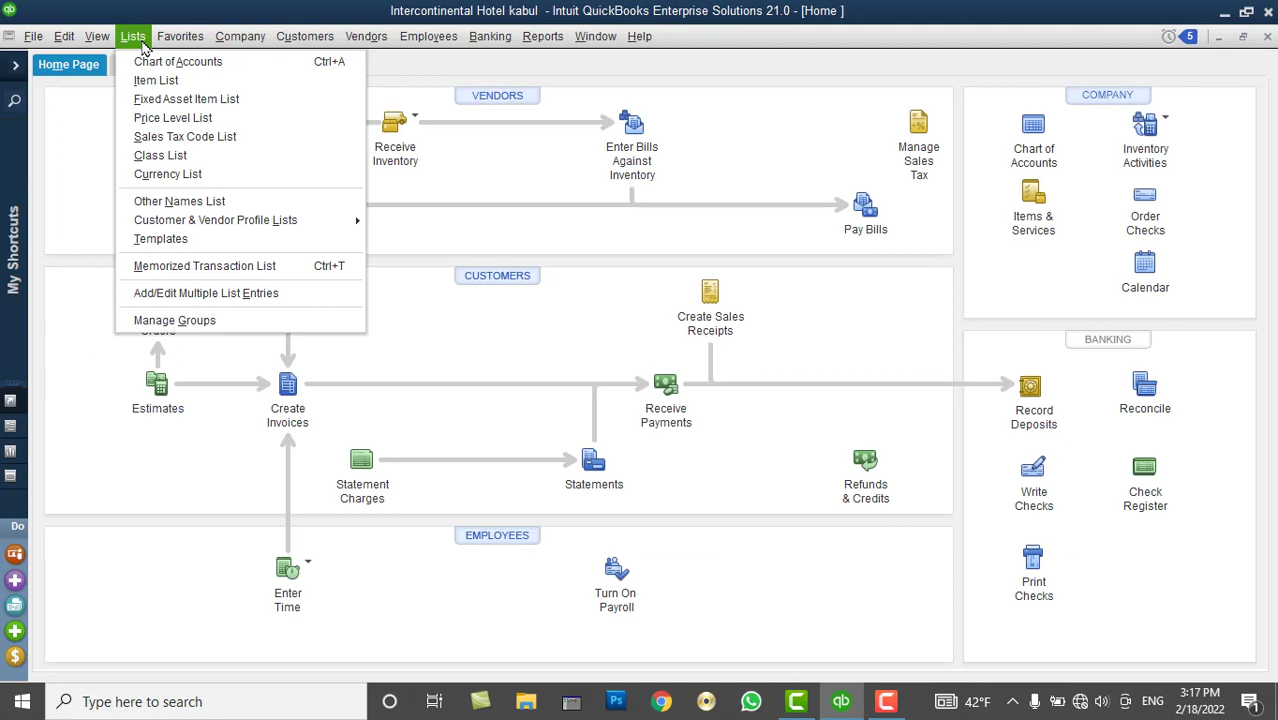 qb
Intercontinental Hotel kabul - Intuit QuickBooks Enterprise Solutions 21.0 - [Home ]
File Edit View Lists Favorites Company Customers Vendors Employees Banking Reports Window Help
5
Home Page
Chart of Accounts Ctrl+A
Item List
Fixed Asset Item List
Price Level List
Sales Tax Code List
Class List
Currency List
Other Names List
Customer & Vendor Profile Lists
Templates
Memorized Transaction List Ctrl+T
Add/Edit Multiple List Entries
Manage Groups
My Shortcuts
Do
VENDORS
Receive
Inventory
Enter Bills
Against
Inventory
Manage
Sales
Tax
Pay Bills
CUSTOMERS
Orders
Create Sales
Receipts
Estimates
Create
Invoices
Receive
Payments
Statement
Charges
Statements
Refunds
& Credits
EMPLOYEES
Enter
Time
Turn On
Payroll
COMPANY
Chart of
Accounts
Inventory
Activities
Items &
Services
Order
Checks
Calendar
BANKING
Record
Deposits
Reconcile
Write
Checks
Check
Register
Print
Checks
Type here to search
Ps
qb
42°F
ENG
3:17 PM
2/18/2022
1